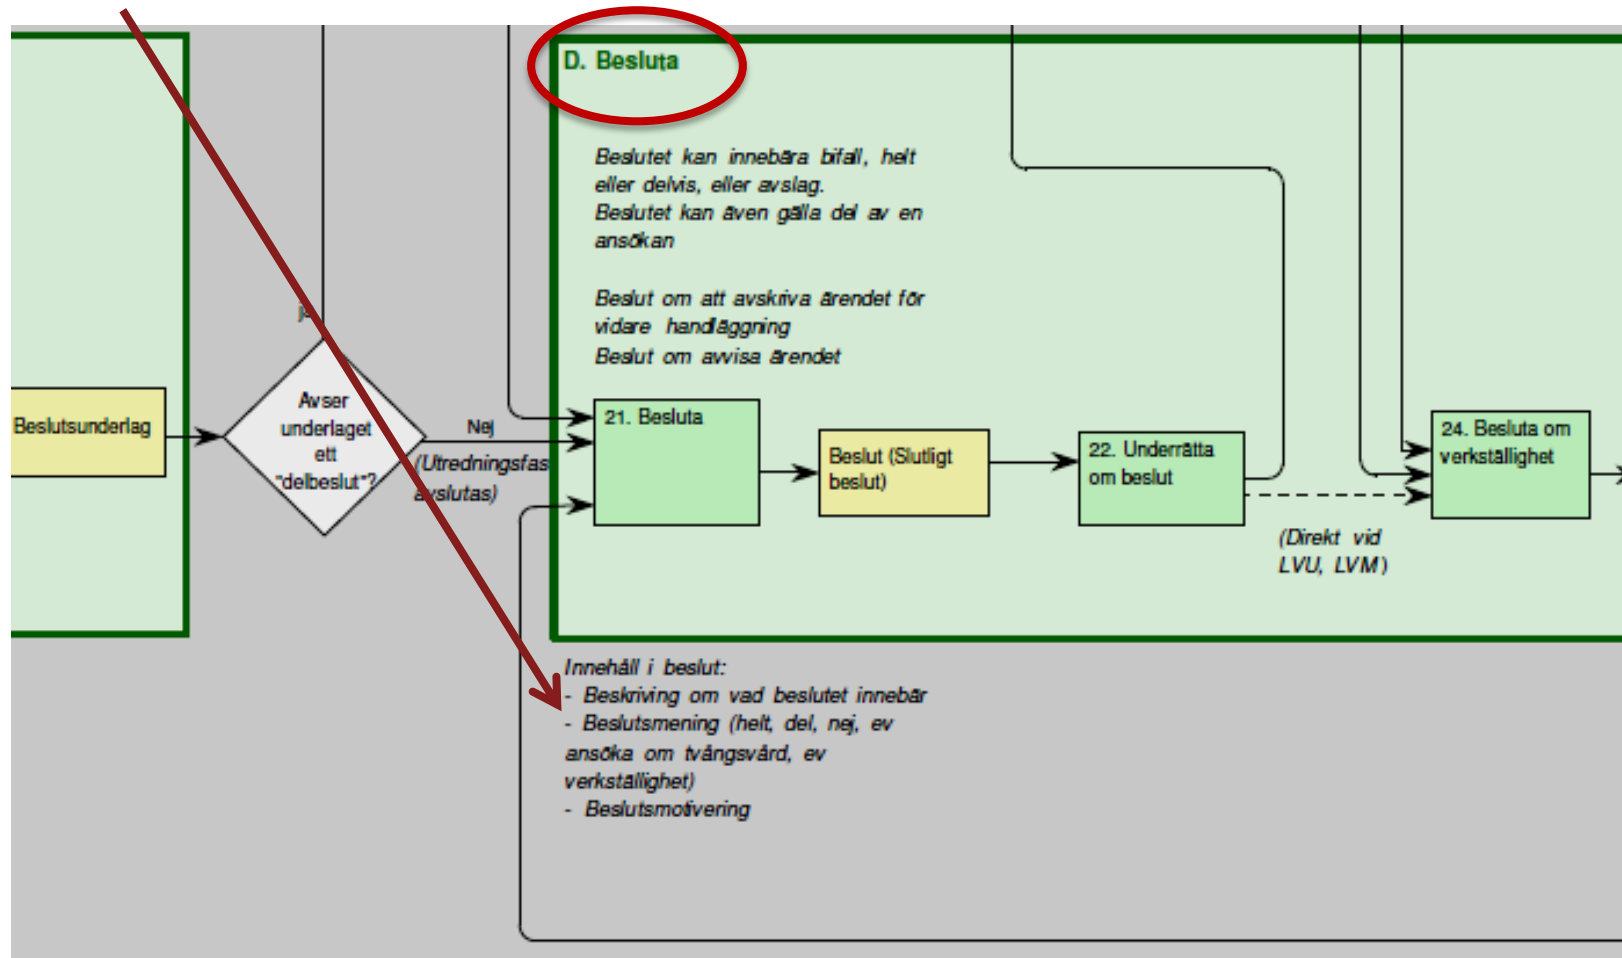 D. Besluta
Beslutet kan innebära bifall, helt
eller delvis, eller avslag.
Beslutet kan även gälla del av en
ansökan
Beslut om att avskriva ärendet för
vidare handläggning
Beslut om avvisa ärendet
Beslutsunderlag
Avser
underlaget
ett
"delbeslut"?
Nej
(Utredningsfas
avslutas)
21. Besluta
Beslut (Slutligt
beslut)
22. Underrätta
om beslut
(Direkt vid
LVU, LVM)
24. Besluta om
verkställighet
Innehåll i beslut:
- Beskriving om vad beslutet innebär
- Beslutsmening (helt, del, nej, ev
ansöka om tvångsvård, ev
verkställighet)
- Beslutsmotivering